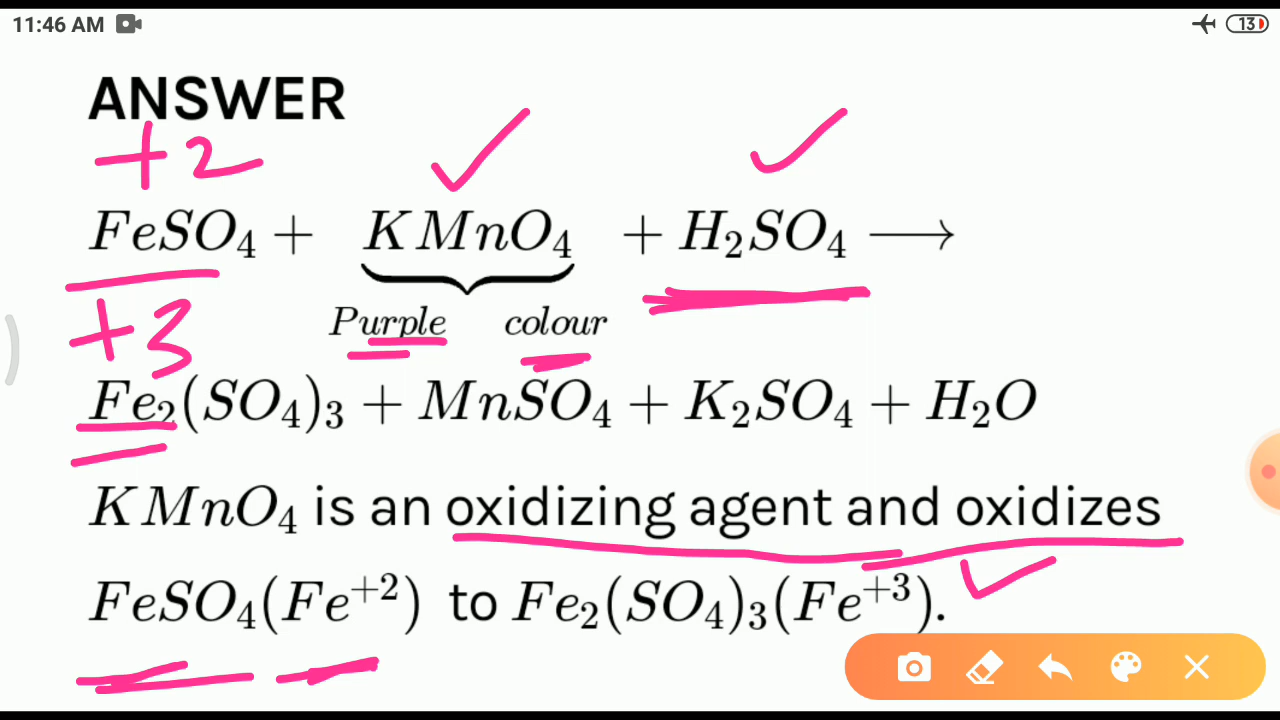 11:46 AM 13
ANSWER
+2
FeSO₄ + KMnO₄ + H₂SO₄ ⟶
Purple colour
+3
Fe₂(SO₄)₃ + MnSO₄ + K₂SO₄ + H₂O
KMnO₄ is an oxidizing agent and oxidizes
FeSO₄(Fe⁺²) to Fe₂(SO₄)₃(Fe⁺³).